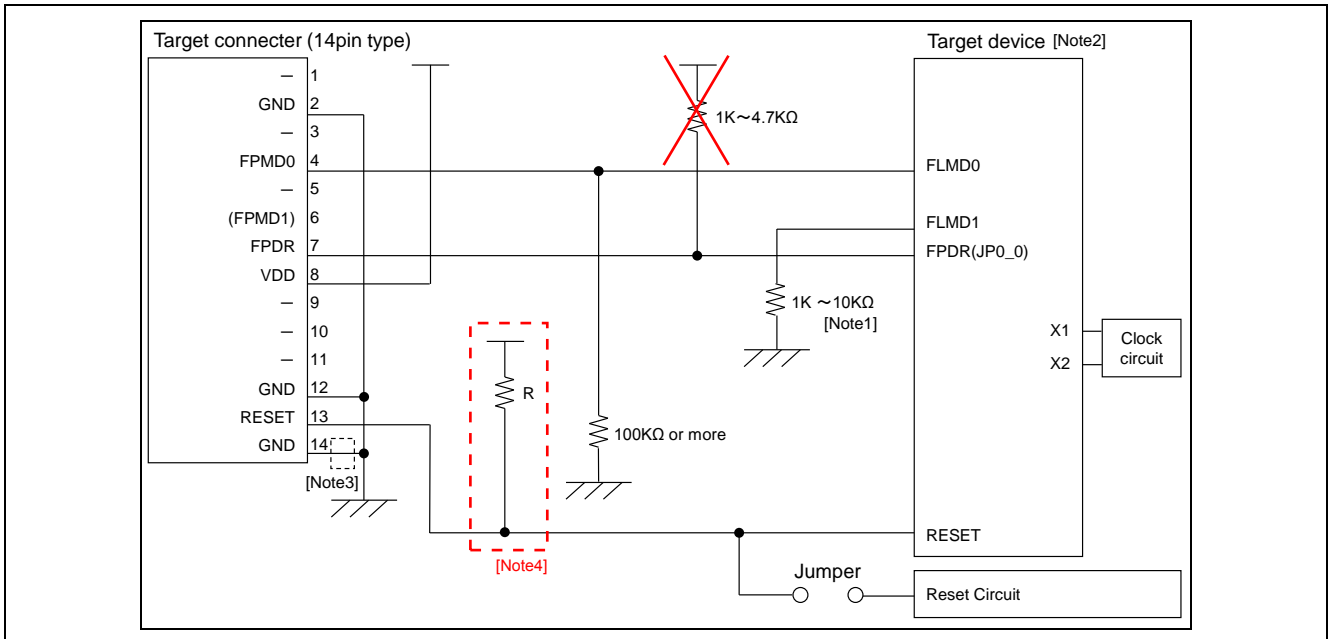 Target connecter (14pin type)
Target device [Note2]
– 1
GND 2
– 3
FPMD0 4
– 5
(FPMD1) 6
FPDR 7
VDD 8
– 9
– 10
– 11
GND 12
RESET 13
GND 14
[Note3]
1K～4.7KΩ
FLMD0
FLMD1
FPDR(JP0_0)
1K ～10KΩ
[Note1]
X1
X2
Clock
circuit
R
100KΩ or more
[Note4]
RESET
Jumper
Reset Circuit